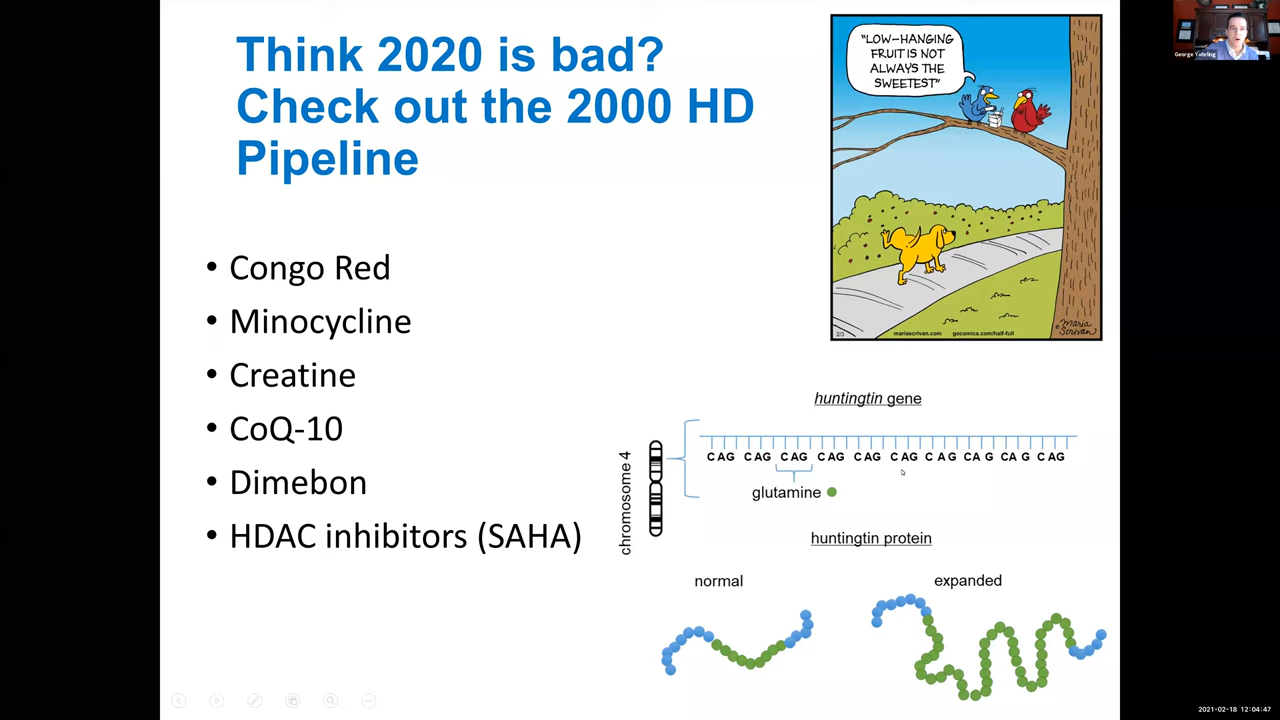 Think 2020 is bad?
Check out the 2000 HD
Pipeline
• Congo Red
• Minocycline
• Creatine
• CoQ-10
• Dimebon
• HDAC inhibitors (SAHA)
"LOW-HANGING
FRUIT IS NOT
ALWAYS THE
SWEETEST"
2/3
mariascrivan.com
gocomics.com/half-full
© Maria
Scrivan
huntingtin gene
chromosome 4
CAG CAG CAG CAG CAG CAG CAG CAG CAG CAG
glutamine
huntingtin protein
normal
expanded
George Yohrling
2021-02-18 12:04:47